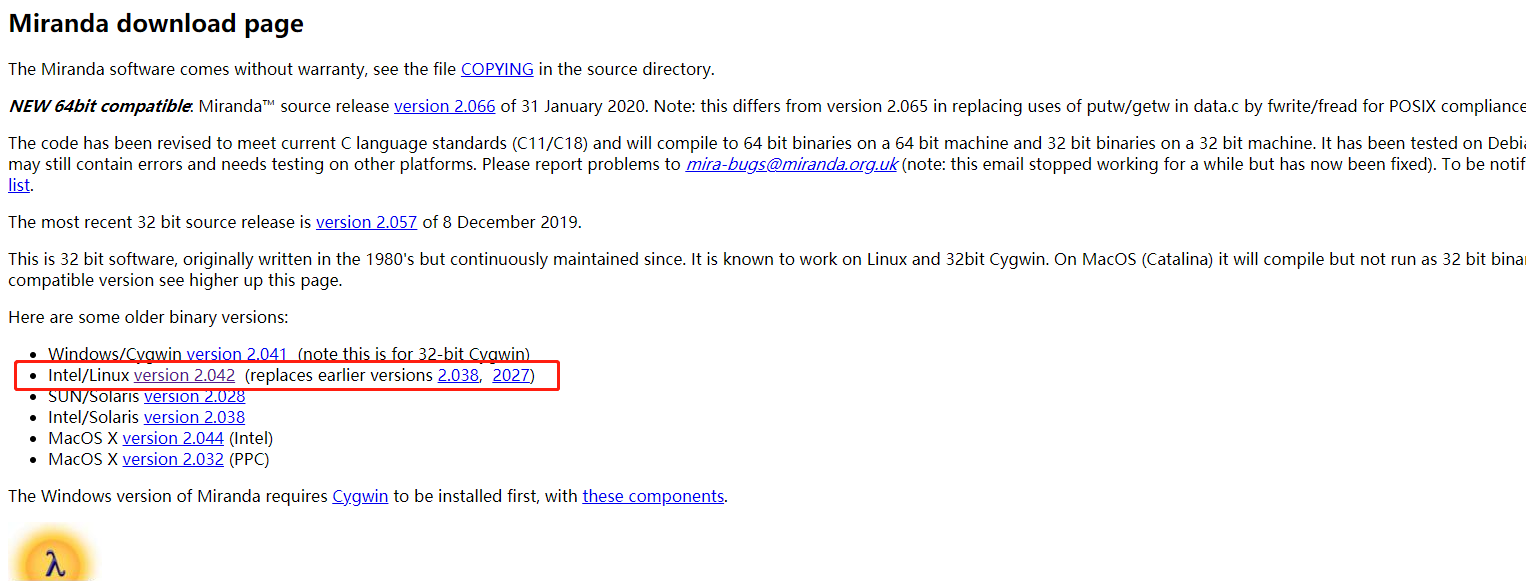 Miranda download page
The Miranda software comes without warranty, see the file COPYING in the source directory.
NEW 64bit compatible: Miranda™ source release version 2.066 of 31 January 2020. Note: this differs from version 2.065 in replacing uses of putw/getw in data.c by fwrite/fread for POSIX compliance
The code has been revised to meet current C language standards (C11/C18) and will compile to 64 bit binaries on a 64 bit machine and 32 bit binaries on a 32 bit machine. It has been tested on
may still contain errors and needs testing on other platforms. Please report problems to mira-bugs@miranda.org.uk (note: this email stopped working for a while but has now been fixed). To be
list.
The most recent 32 bit source release is version 2.057 of 8 December 2019.
This is 32 bit software, originally written in the 1980's but continuously maintained since. It is known to work on Linux and 32bit Cygwin. On MacOS (Catalina) it will compile but not run as 32 bit
compatible version see higher up this page.
Here are some older binary versions:
• Windows/Cygwin version 2.041 (note this is for 32-bit Cygwin)
• Intel/Linux version 2.042 (replaces earlier versions 2.038, 2027)
• SUN/Solaris version 2.028
• Intel/Solaris version 2.038
• MacOS X version 2.044 (Intel)
• MacOS X version 2.032 (PPC)
The Windows version of Miranda requires Cygwin to be installed first, with these components.
λ